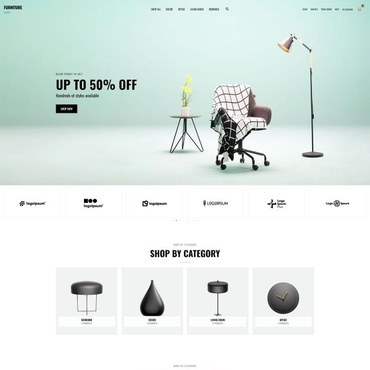 FURNITURE
SHOP ALL DECOR OFFICE LIVING ROOM BEDROOM
UP TO 50% OFF
Hundreds of styles available
SHOP NOW
logoipsum
logoipsum
logoipsum
LOGOIPSUM
Logo
Ipsum
Logo Ipsum
SHOP BY CATEGORY
BEDROOM
DECOR
LIVING ROOM
OFFICE